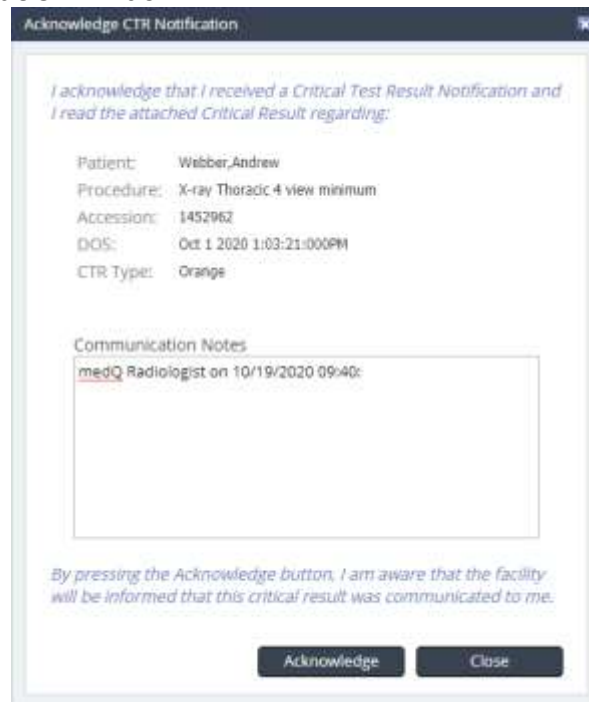 Acknowledge CTR Notification
I acknowledge that I received a Critical Test Result Notification and
I read the attached Critical Result regarding:
Patient: Webber,Andrew
Procedure: X-ray Thoracic 4 view minimum
Accession: 1452962
DOS: Oct 1 2020 1:03:21:000PM
CTR Type: Orange
Communication Notes
medQ Radiologist on 10/19/2020 09:40:
By pressing the Acknowledge button, I am aware that the facility
will be informed that this critical result was communicated to me.
Acknowledge Close